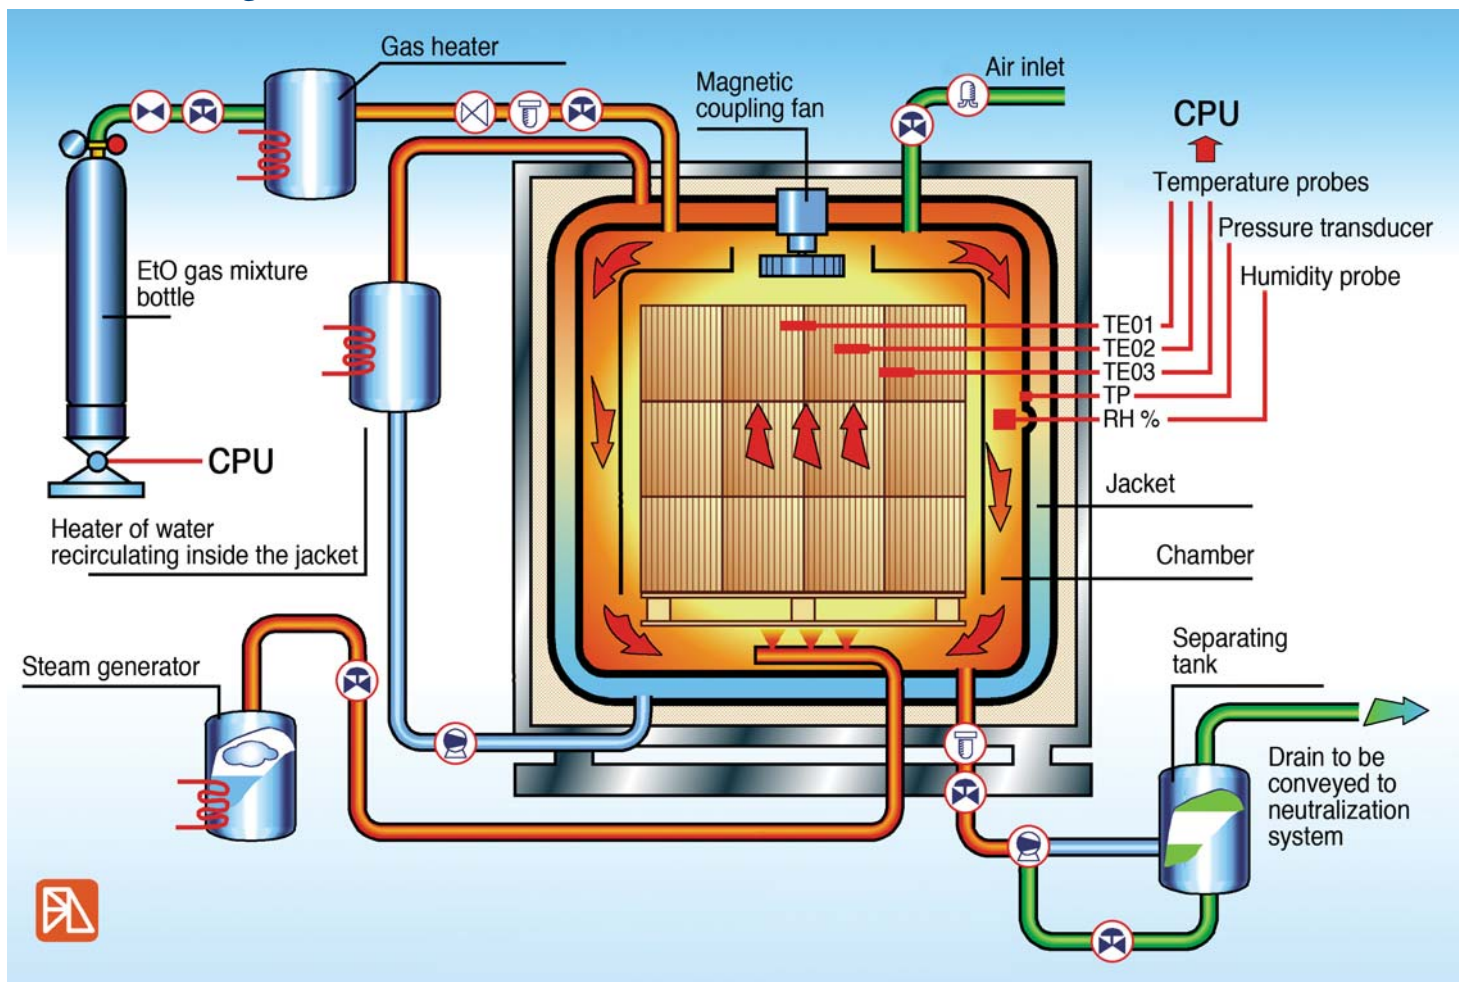 Gas heater
Magnetic
coupling fan
Air inlet
CPU
Temperature probes
Pressure transducer
Humidity probe
EtO gas mixture
bottle
TE01
TE02
TE03
TP
RH %
CPU
Jacket
Heater of water
recirculating inside the jacket
Chamber
Separating
tank
Steam generator
Drain to be
conveyed to
neutralization
system